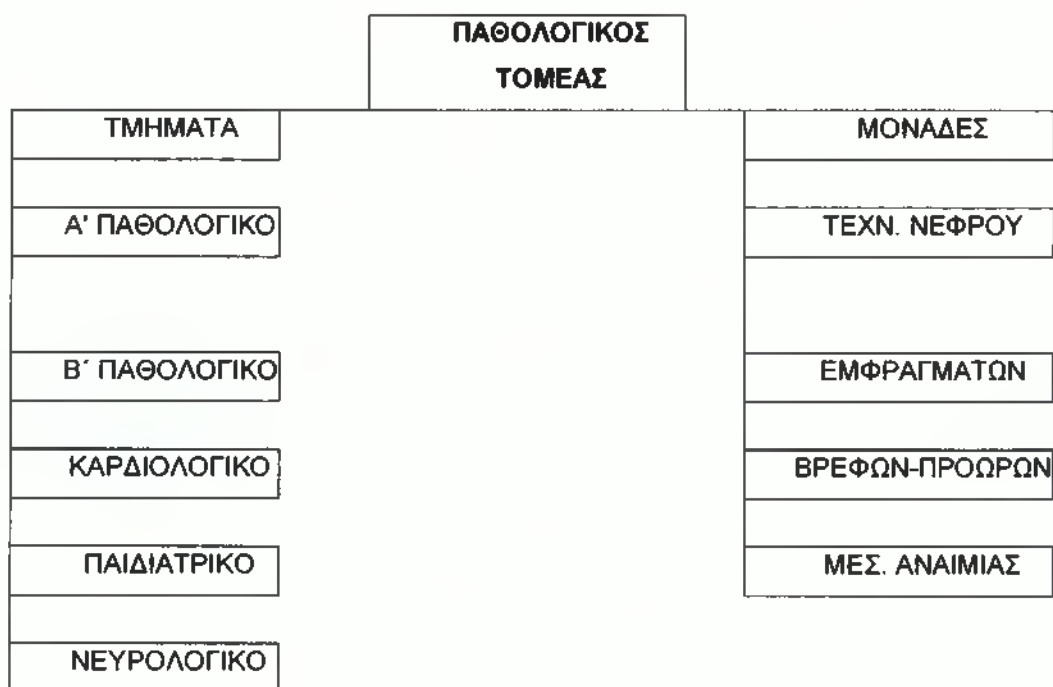 ΠΑΘΟΛΟΓΙΚΟΣ
ΤΟΜΕΑΣ
ΤΜΗΜΑΤΑ
Α' ΠΑΘΟΛΟΓΙΚΟ
Β΄ ΠΑΘΟΛΟΓΙΚΟ
ΚΑΡΔΙΟΛΟΓΙΚΟ
ΠΑΙΔΙΑΤΡΙΚΟ
ΝΕΥΡΟΛΟΓΙΚΟ
ΜΟΝΑΔΕΣ
ΤΕΧΝ. ΝΕΦΡΟΥ
ΕΜΦΡΑΓΜΑΤΩΝ
ΒΡΕΦΩΝ-ΠΡΟΩΡΩΝ
ΜΕΣ. ΑΝΑΙΜΙΑΣ